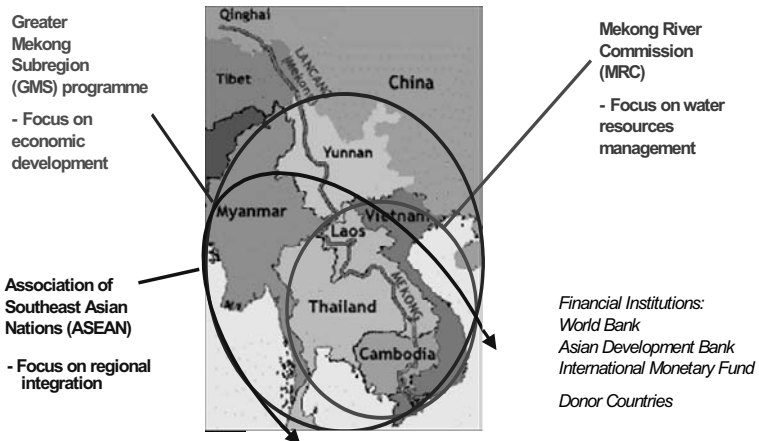 Greater
Mekong
Subregion
(GMS) programme
- Focus on
economic
development
Association of
Southeast Asian
Nations (ASEAN)
- Focus on regional
integration
Qinghai
LANCANG
(Mekong)
Tibet
China
Yunnan
Myanmar
Vietnam
Laos
MEKONG
Thailand
Cambodia
Mekong River
Commission
(MRC)
- Focus on water
resources
management
Financial Institutions:
World Bank
Asian Development Bank
International Monetary Fund
Donor Countries